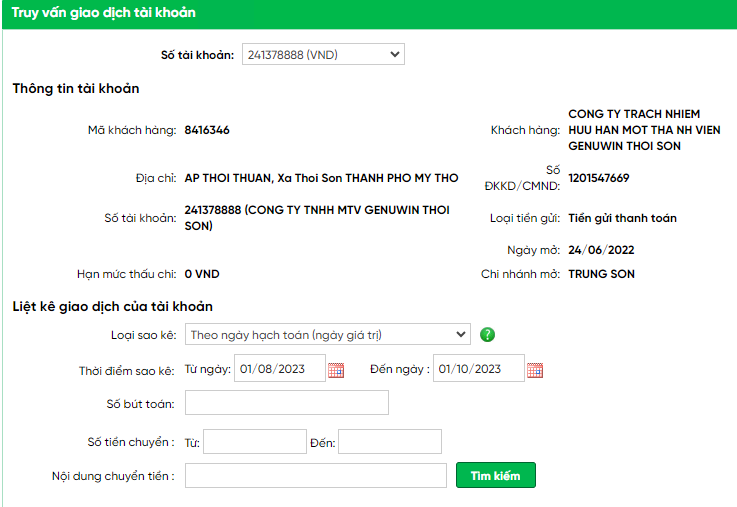 Truy vấn giao dịch tài khoản
Số tài khoản: 241378888 (VND)
Thông tin tài khoản
Mã khách hàng: 8416346
Khách hàng: CONG TY TRACH NHIEM
HUU HAN MOT THA NH VIEN
GENUWIN THOI SON
Địa chỉ: AP THOI THUAN, Xa Thoi Son THANH PHO MY THO
Số
ĐKKD/CMND: 1201547669
Số tài khoản: 241378888 (CONG TY TNHH MTV GENUWIN THOI
SON)
Loại tiền gửi: Tiền gửi thanh toán
Ngày mở: 24/06/2022
Hạn mức thấu chi: 0 VND
Chi nhánh mở: TRUNG SON
Liệt kê giao dịch của tài khoản
Loại sao kê: Theo ngày hạch toán (ngày giá trị) ?
Thời điểm sao kê: Từ ngày: 01/08/2023 Đến ngày : 01/10/2023
Số bút toán:
Số tiền chuyển : Từ: Đến:
Nội dung chuyển tiền : Tìm kiếm